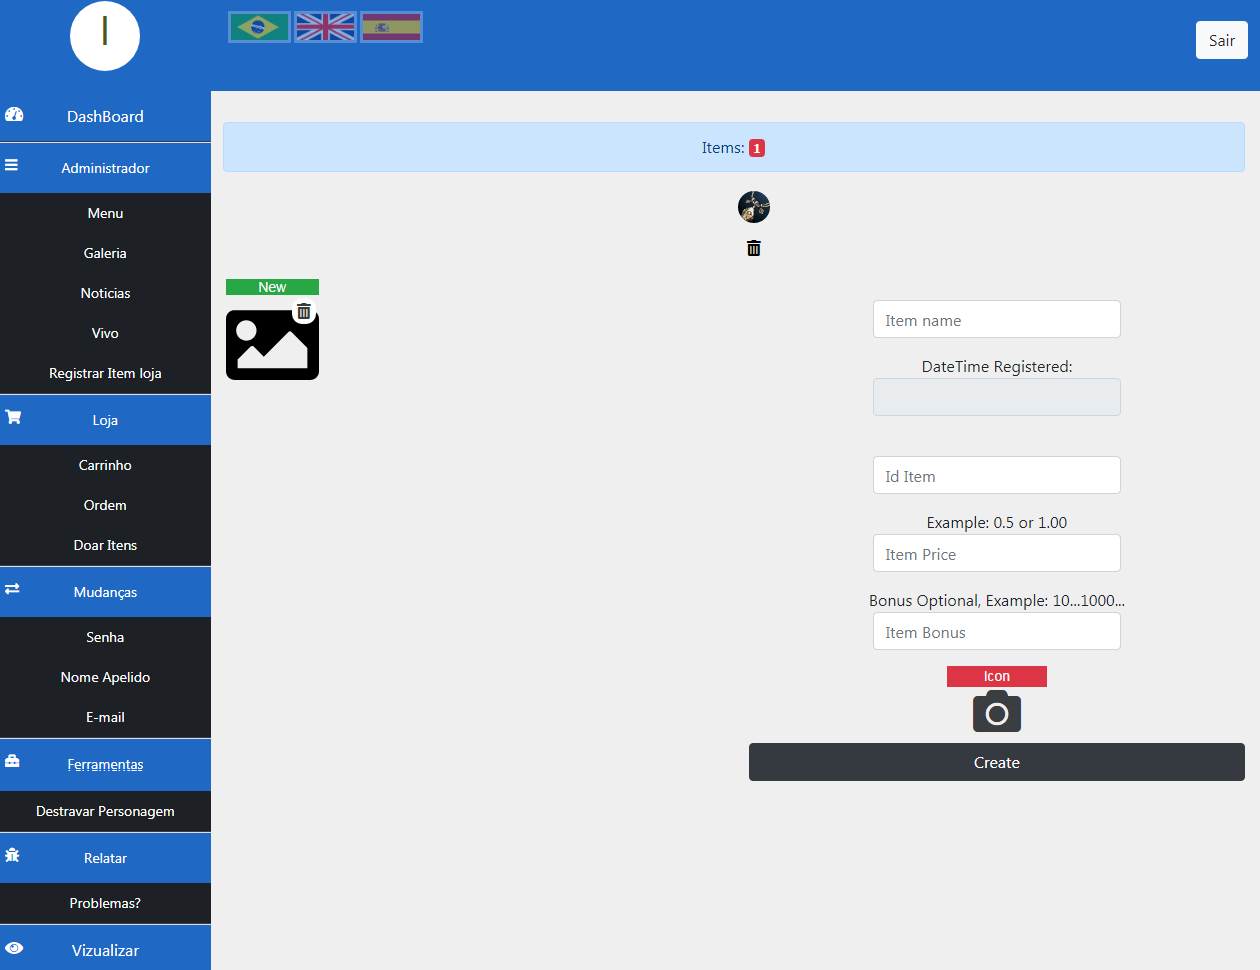 I
Sair
DashBoard
Administrador
Menu
Galeria
Noticias
Vivo
Registrar Item loja
Loja
Carrinho
Ordem
Doar Itens
Mudanças
Senha
Nome Apelido
E-mail
Ferramentas
Destravar Personagem
Relatar
Problemas?
Vizualizar
Items: 1
New
Item name
DateTime Registered:
Id Item
Example: 0.5 or 1.00
Item Price
Bonus Optional, Example: 10...1000...
Item Bonus
Icon
Create